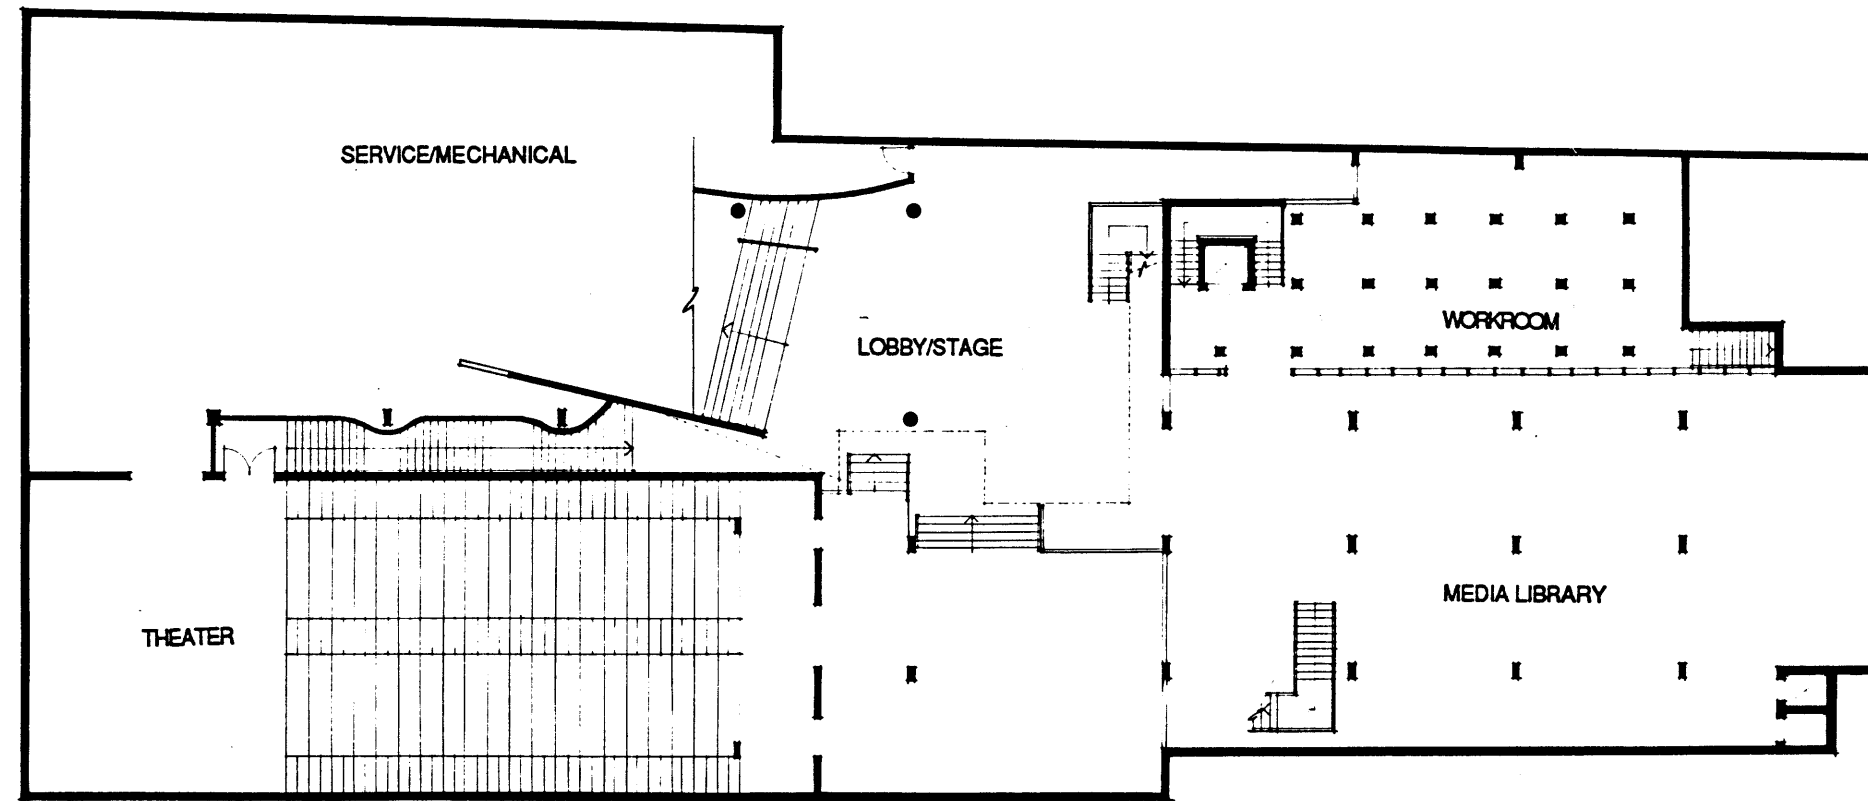 SERVICE/MECHANICAL
LOBBY/STAGE
WORKROOM
MEDIA LIBRARY
THEATER